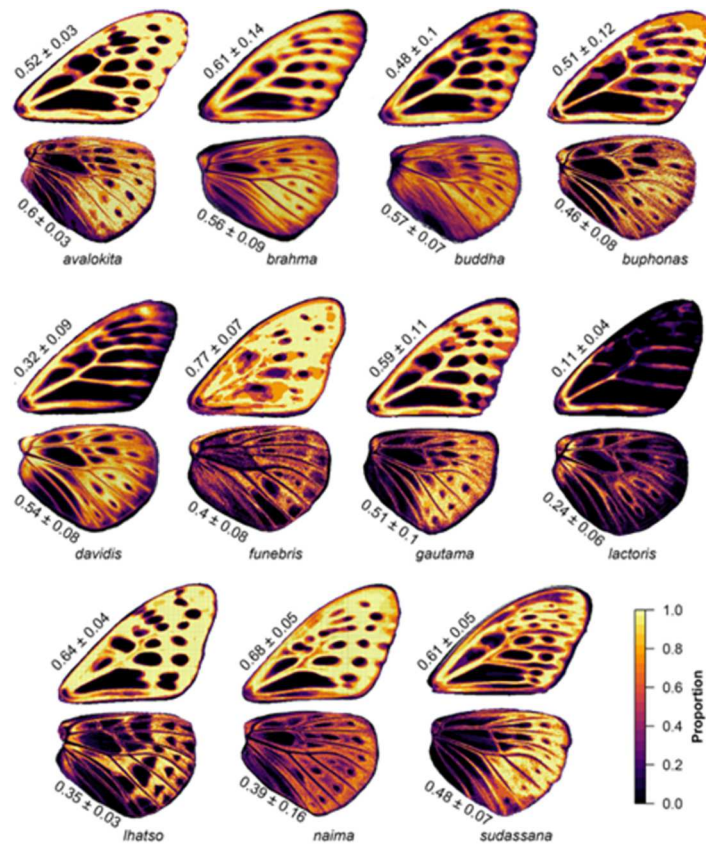 0.52 ± 0.03
0.61 ± 0.14
0.48 ± 0.1
0.51 ± 0.12
0.6 ± 0.03
0.56 ± 0.09
0.57 ± 0.07
0.46 ± 0.08
avalokita
brahma
buddha
buphonas
0.32 ± 0.09
0.77 ± 0.07
0.59 ± 0.11
0.11 ± 0.04
0.54 ± 0.08
0.4 ± 0.08
0.51 ± 0.1
0.24 ± 0.06
davidis
funebris
gautama
lactoris
0.64 ± 0.04
0.68 ± 0.05
0.61 ± 0.05
0.35 ± 0.03
0.39 ± 0.16
0.48 ± 0.07
lhatso
naima
sudassana
1.0
0.8
0.6
0.4
0.2
0.0
Proportion